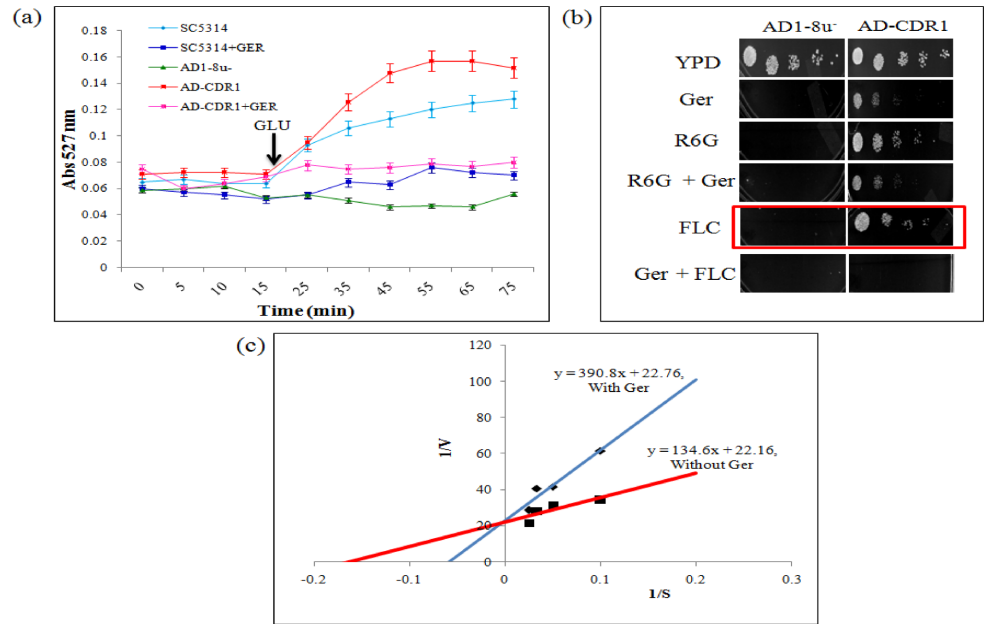 (a)
SC5314
SC5314+GER
AD1-8u-
AD-CDR1
AD-CDR1+GER
GLU
Abs 527 nm
0.18
0.16
0.14
0.12
0.1
0.08
0.06
0.04
0.02
0
0 5 10 15 25 35 45 55 65 75
Time (min)
(b)
AD1-8u⁻ AD-CDR1
YPD
Ger
R6G
R6G + Ger
FLC
Ger + FLC
(c)
120
100
80
60
40
20
0
1/V
y = 390.8x + 22.76,
With Ger
y = 134.6x + 22.16,
Without Ger
-0.2 -0.1 0 0.1 0.2 0.3
1/S